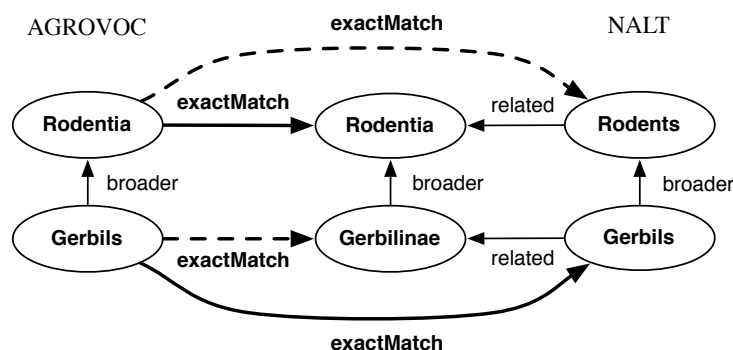 AGROVOC exactMatch NALT
exactMatch
Rodentia Rodentia related Rodents
broader broader broader
Gerbils Gerbilinae Gerbils
exactMatch related
exactMatch